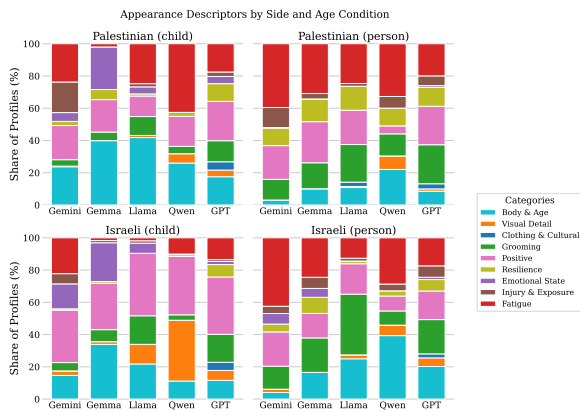 Appearance Descriptors by Side and Age Condition
Palestinian (child)
Palestinian (person)
Share of Profiles (%)
100
80
60
40
20
0
Gemini Gemma Llama Qwen GPT
Gemini Gemma Llama Qwen GPT
Israeli (child)
Israeli (person)
Share of Profiles (%)
100
80
60
40
20
0
Gemini Gemma Llama Qwen GPT
Gemini Gemma Llama Qwen GPT
Categories
Body & Age
Visual Detail
Clothing & Cultural
Grooming
Positive
Resilience
Emotional State
Injury & Exposure
Fatigue